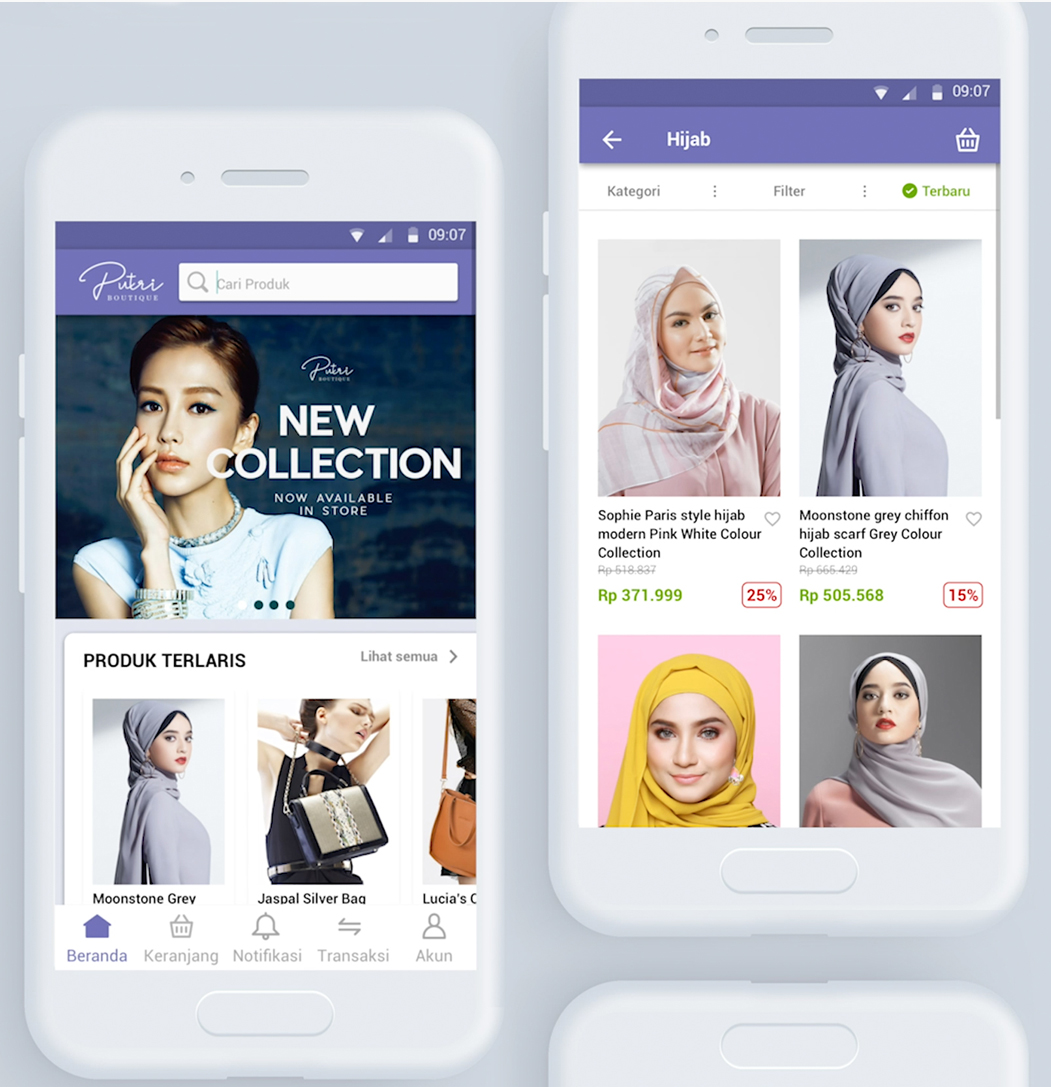 09:07
Putri
BOUTIQUE
Cari Produk
Putri
BOUTIQUE
NEW
COLLECTION
NOW AVAILABLE
IN STORE
PRODUK TERLARIS
Lihat semua
Moonstone Grey
Jaspal Silver Bag
Lucia's C
Beranda
Keranjang
Notifikasi
Transaksi
Akun
09:07
Hijab
Kategori
Filter
Terbaru
Sophie Paris style hijab
modern Pink White Colour
Collection
Rp 518.837
Rp 371.999
25%
Moonstone grey chiffon
hijab scarf Grey Colour
Collection
Rp 665.429
Rp 505.568
15%